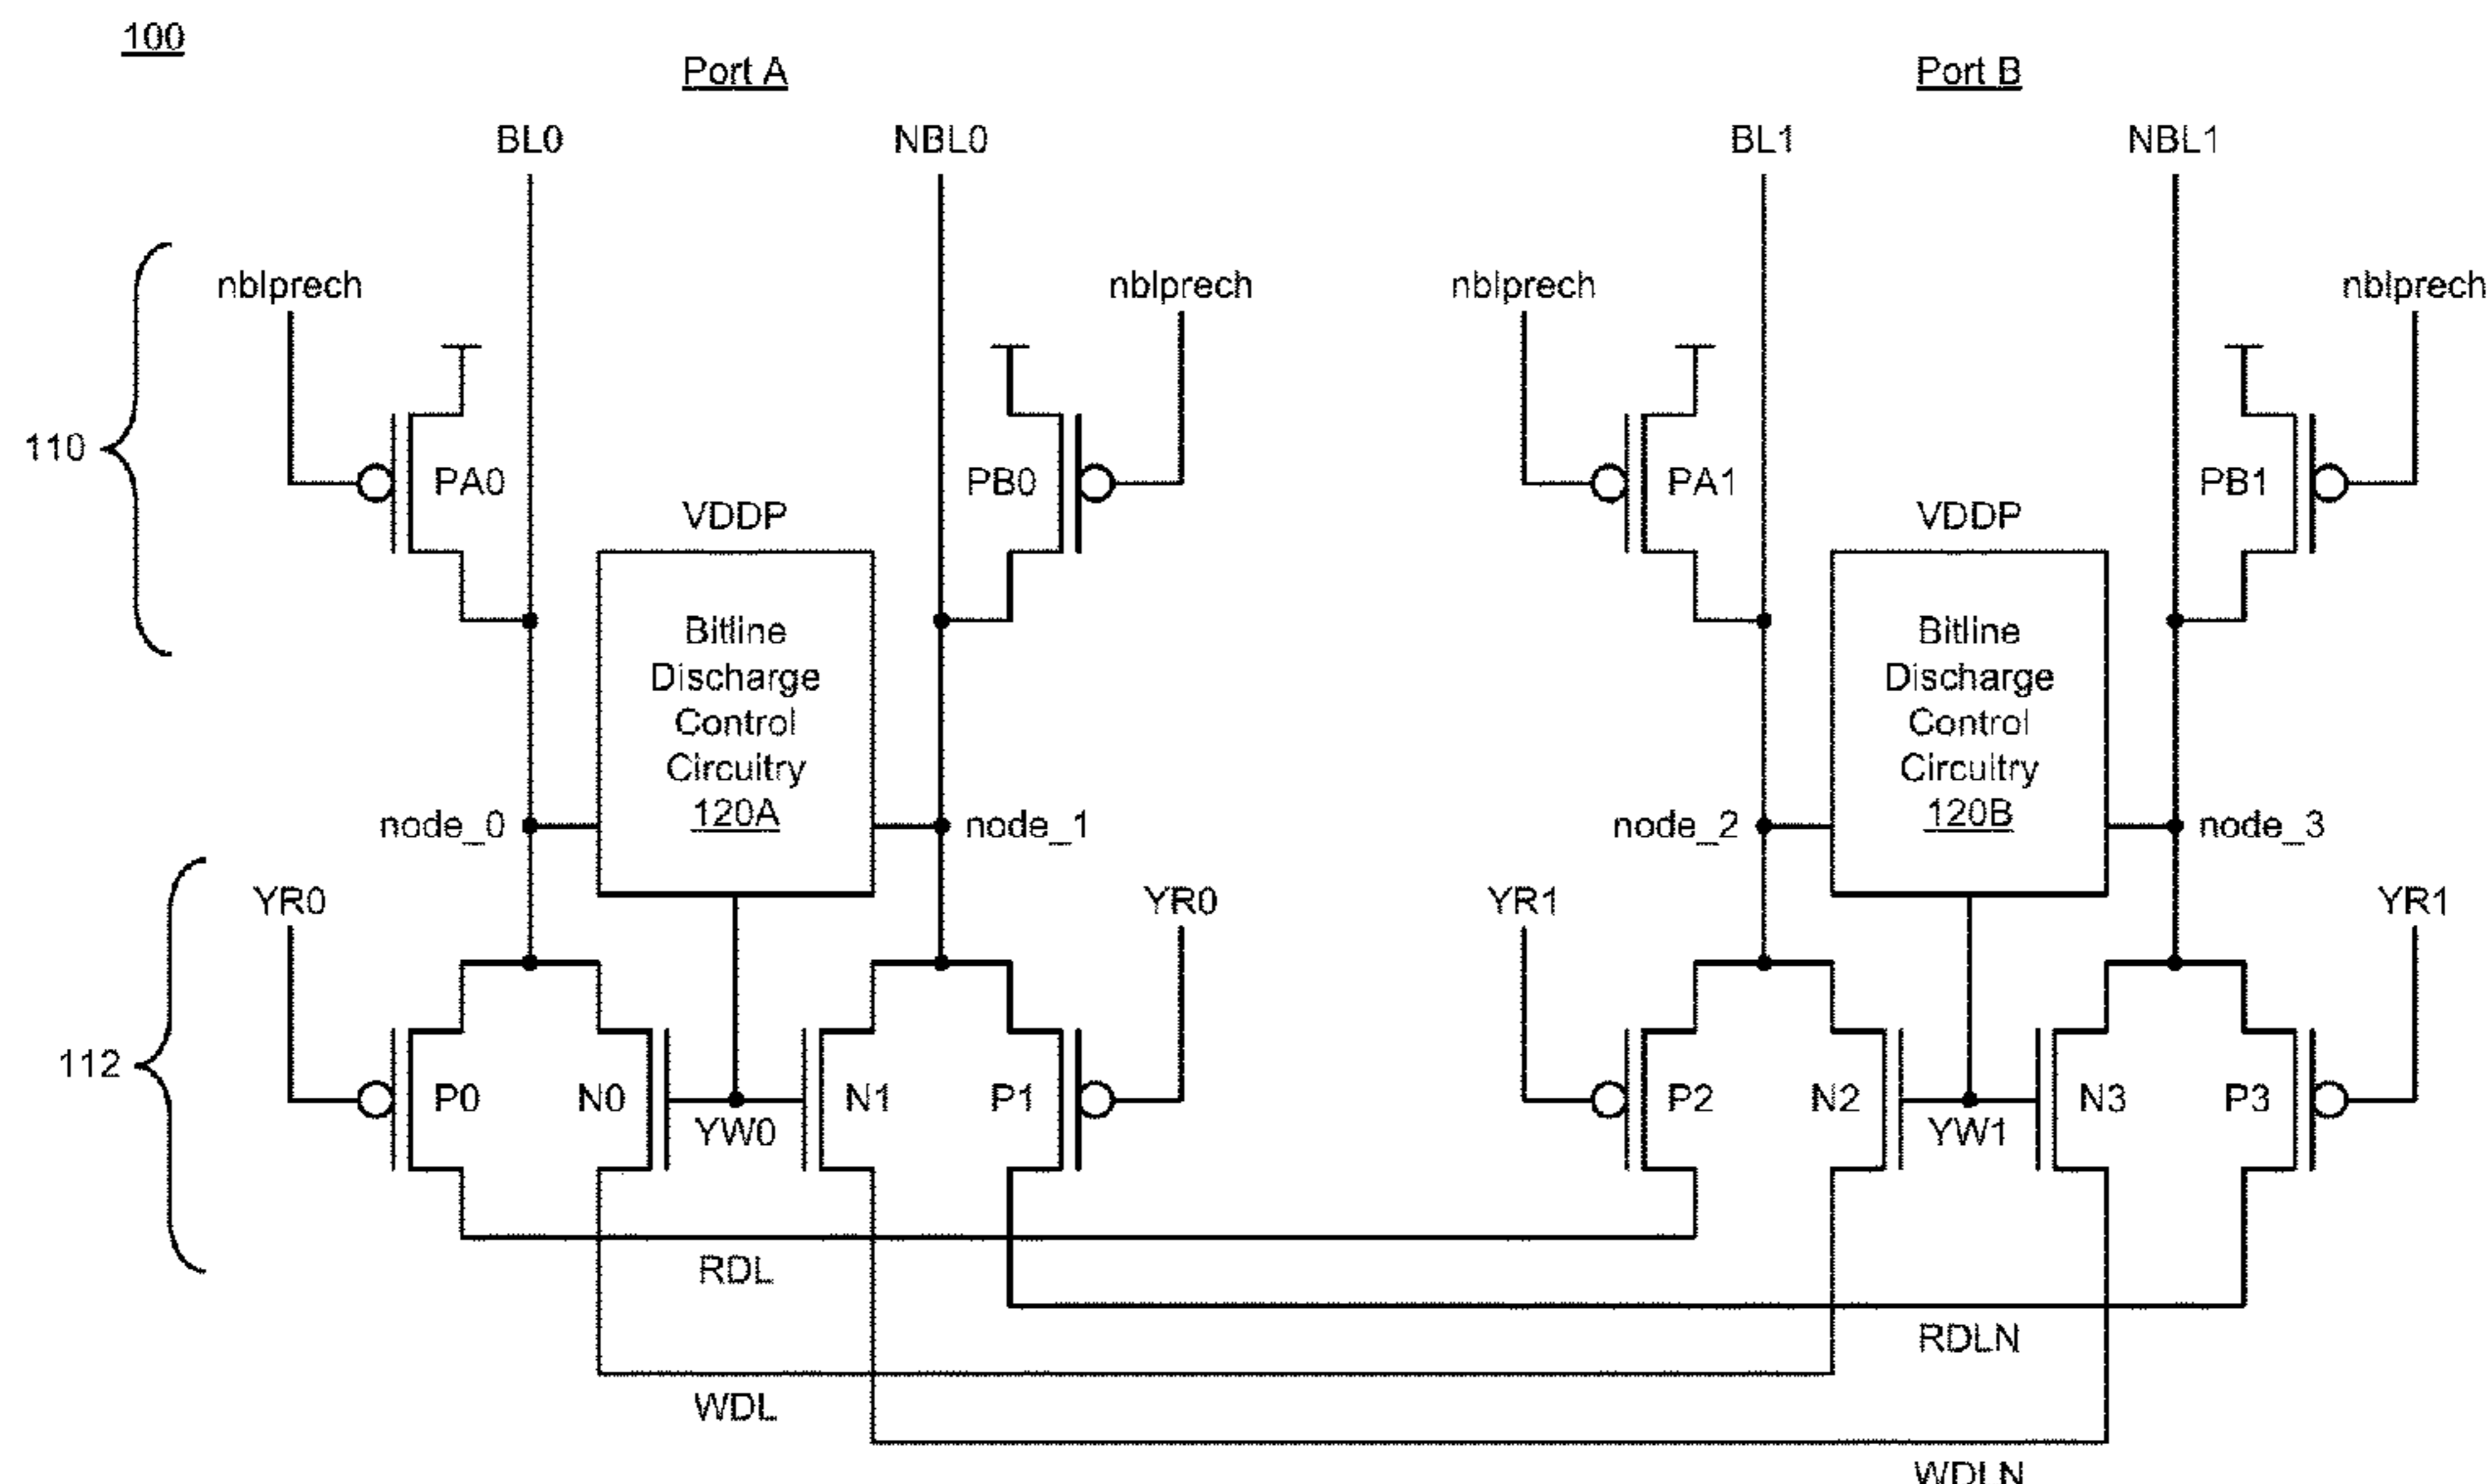 100
Port A
Port B
BL0
NBL0
BL1
NBL1
nblprech
nblprech
nblprech
nblprech
110
PA0
PB0
PA1
PB1
VDDP
VDDP
Bitline
Discharge
Control
Circuitry
120A
Bitline
Discharge
Control
Circuitry
120B
node_0
node_1
node_2
node_3
YR0
YR0
YR1
YR1
112
P0
N0
N1
P1
P2
N2
N3
P3
YW0
YW1
RDL
RDLN
WDL
WDLN